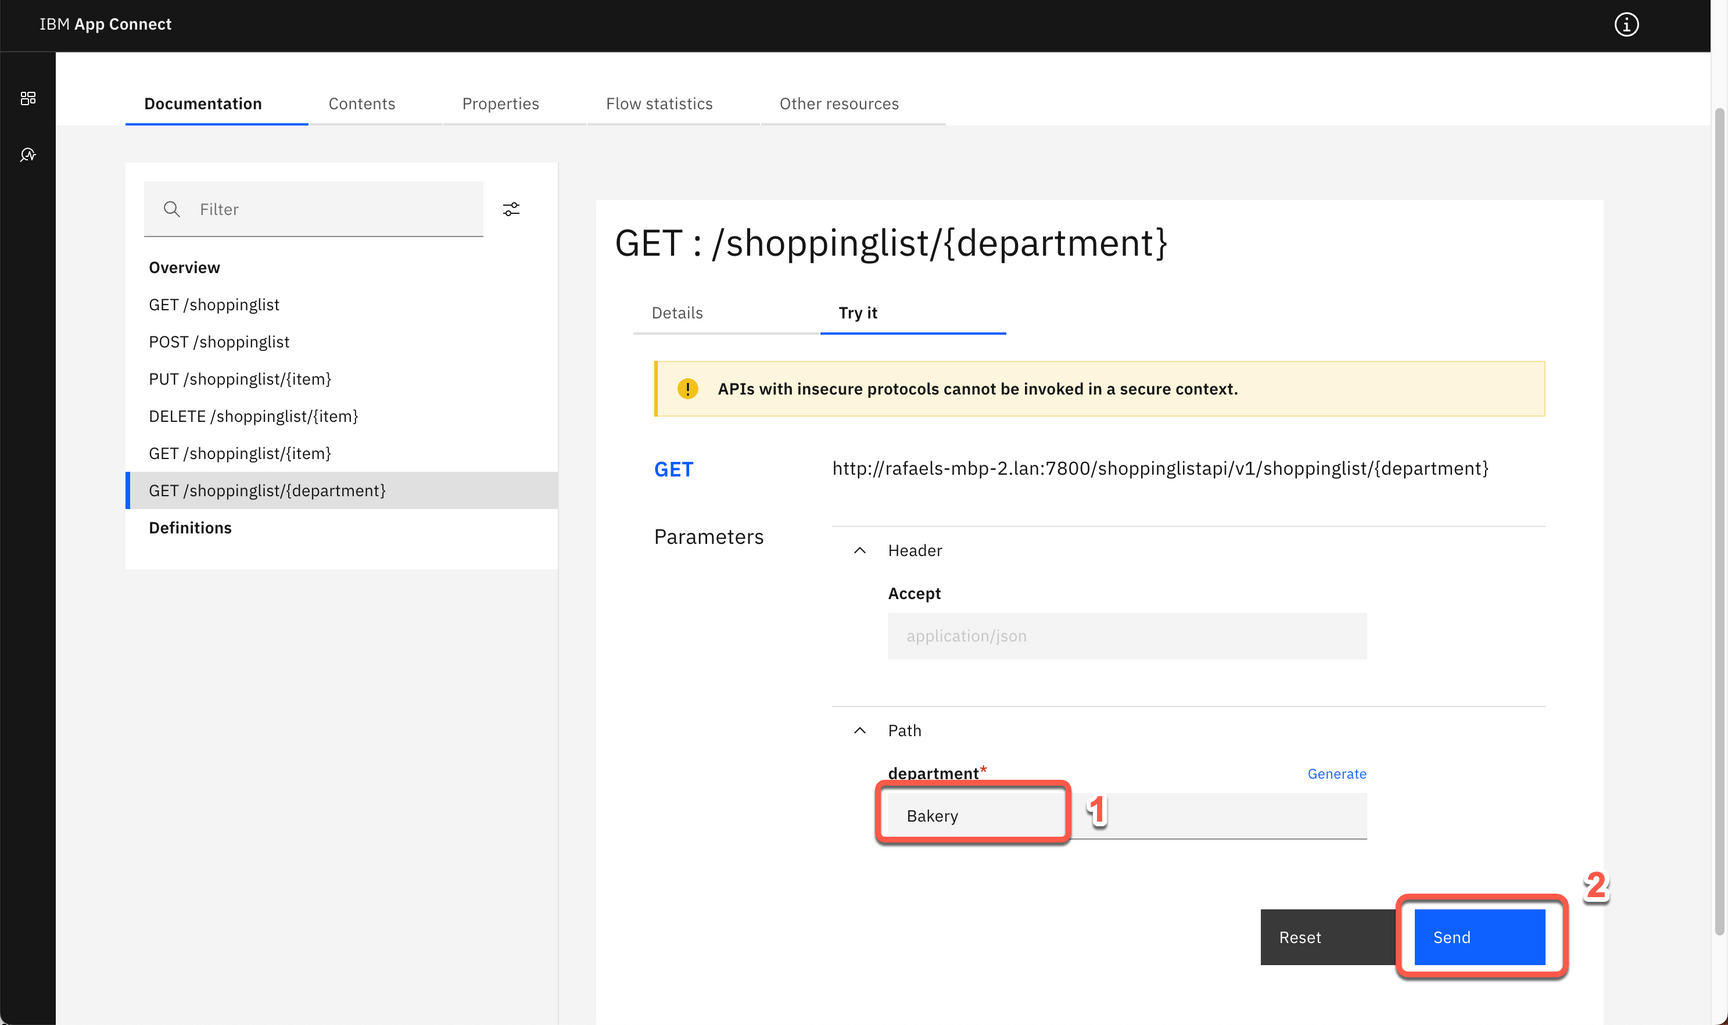 IBM App Connect
Documentation
Contents
Properties
Flow statistics
Other resources
Filter
Overview
GET /shoppinglist
POST /shoppinglist
PUT /shoppinglist/{item}
DELETE /shoppinglist/{item}
GET /shoppinglist/{item}
GET /shoppinglist/{department}
Definitions
GET : /shoppinglist/{department}
Details
Try it
APIs with insecure protocols cannot be invoked in a secure context.
GET
http://rafaels-mbp-2.lan:7800/shoppinglistapi/v1/shoppinglist/{department}
Parameters
Header
Accept
application/json
Path
department*
Generate
Bakery
1
2
Reset
Send